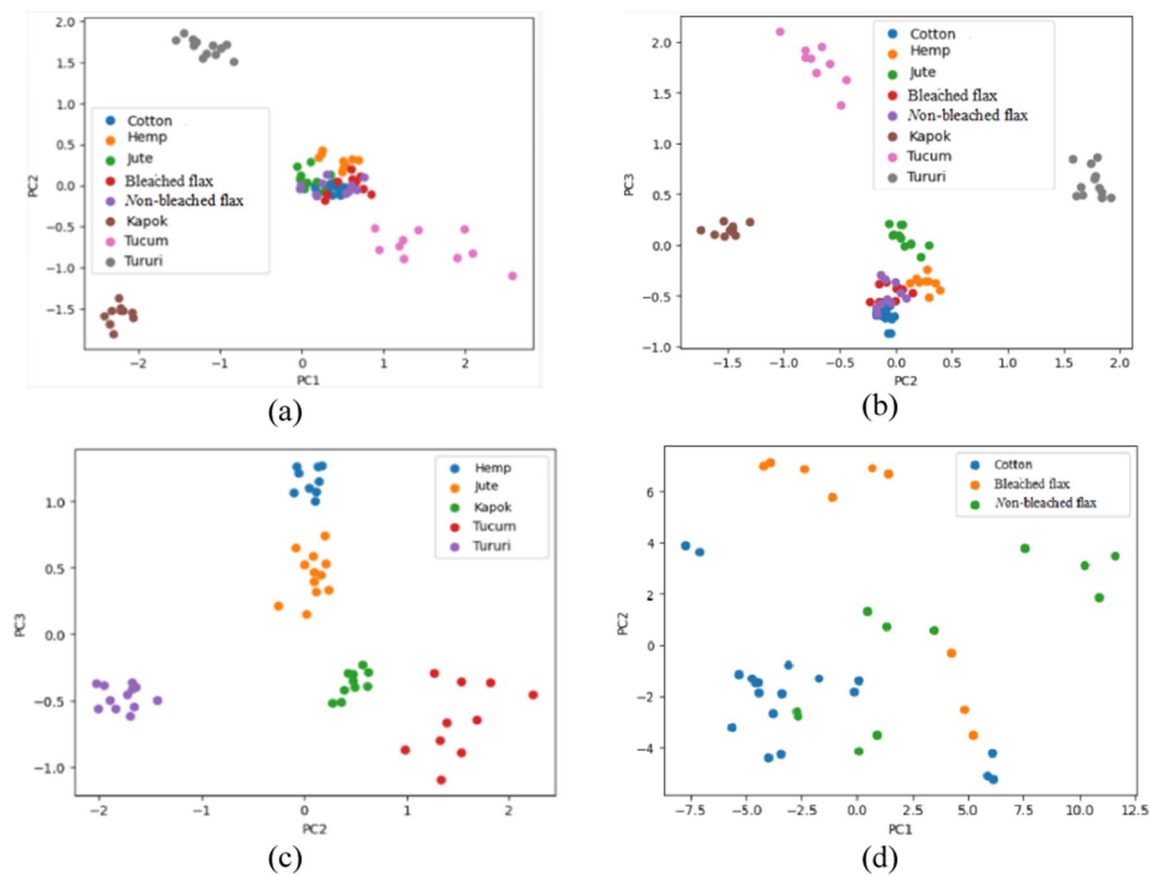 2.0
1.5
1.0
0.5
0.0
−0.5
−1.0
−1.5
PC2
Cotton
Hemp
Jute
Bleached flax
Non-bleached flax
Kapok
Tucum
Tururi
−2
−1
0
1
2
PC1
(a)
2.0
1.5
1.0
0.5
0.0
−0.5
−1.0
PC3
Cotton
Hemp
Jute
Bleached flax
Non-bleached flax
Kapok
Tucum
Tururi
−1.5
−1.0
−0.5
0.0
0.5
1.0
1.5
2.0
PC2
(b)
1.0
0.5
0.0
−0.5
−1.0
PC3
Hemp
Jute
Kapok
Tucum
Tururi
−2
−1
0
1
2
PC2
(c)
6
4
2
0
−2
−4
PC2
Cotton
Bleached flax
Non-bleached flax
−7.5
−5.0
−2.5
0.0
2.5
5.0
7.5
10.0
12.5
PC1
(d)